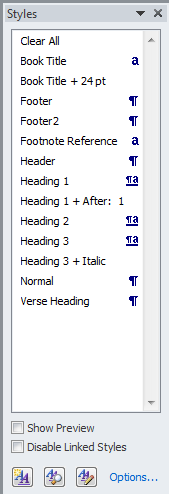 Styles
Clear All
Book Title a
Book Title + 24 pt
Footer ¶
Footer2 ¶
Footnote Reference a
Header ¶
Heading 1 ¶a
Heading 1 + After: 1
Heading 2 ¶a
Heading 3 ¶a
Heading 3 + Italic
Normal ¶
Verse Heading ¶
Show Preview
Disable Linked Styles
Options...